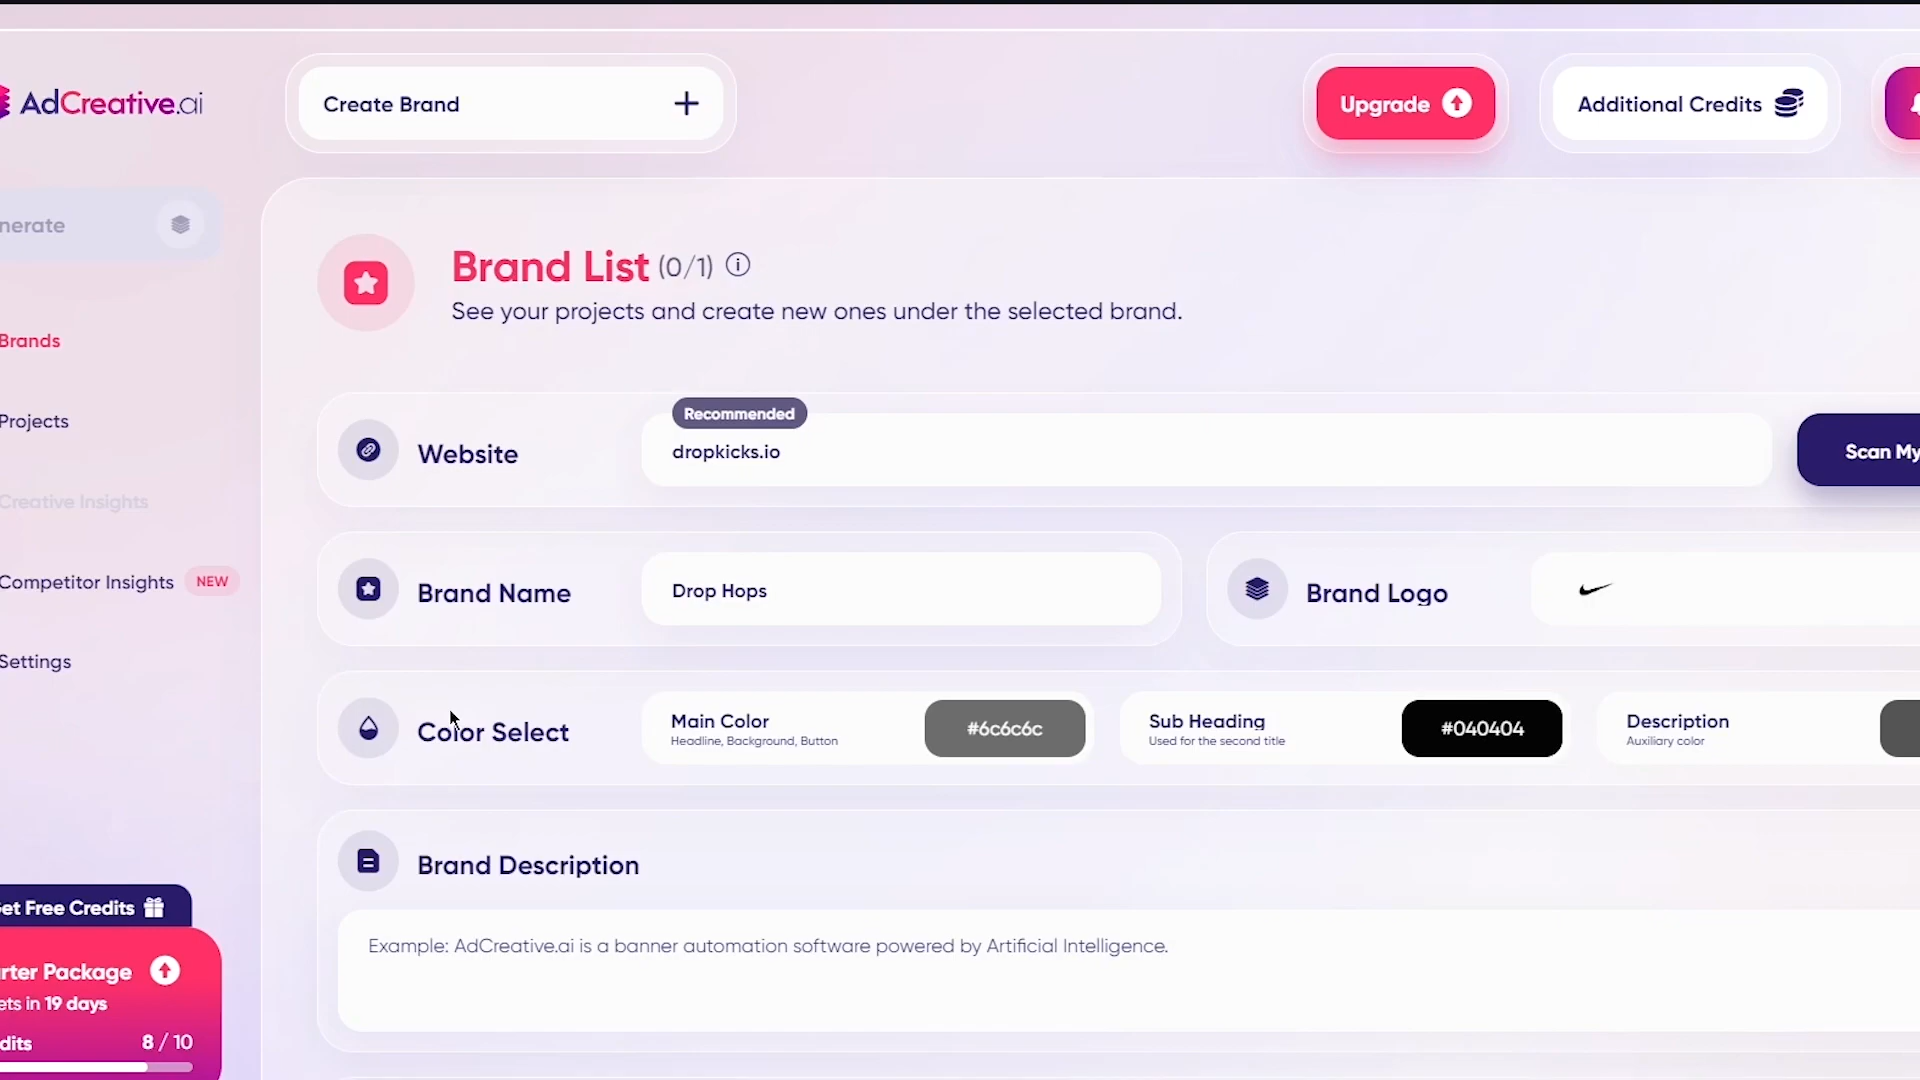 AdCreative.ai
Create Brand
Upgrade
Additional Credits
nerate
Brands
Projects
Creative Insights
Competitor Insights NEW
Settings
Get Free Credits
rter Package
ets in 19 days
dits 8 / 10
Brand List (0/1)
See your projects and create new ones under the selected brand.
Website
Recommended
dropkicks.io
Scan My
Brand Name
Drop Hops
Brand Logo
Color Select
Main Color
Headline, Background, Button
#6c6c6c
Sub Heading
Used for the second title
#040404
Description
Auxiliary color
Brand Description
Example: AdCreative.ai is a banner automation software powered by Artificial Intelligence.